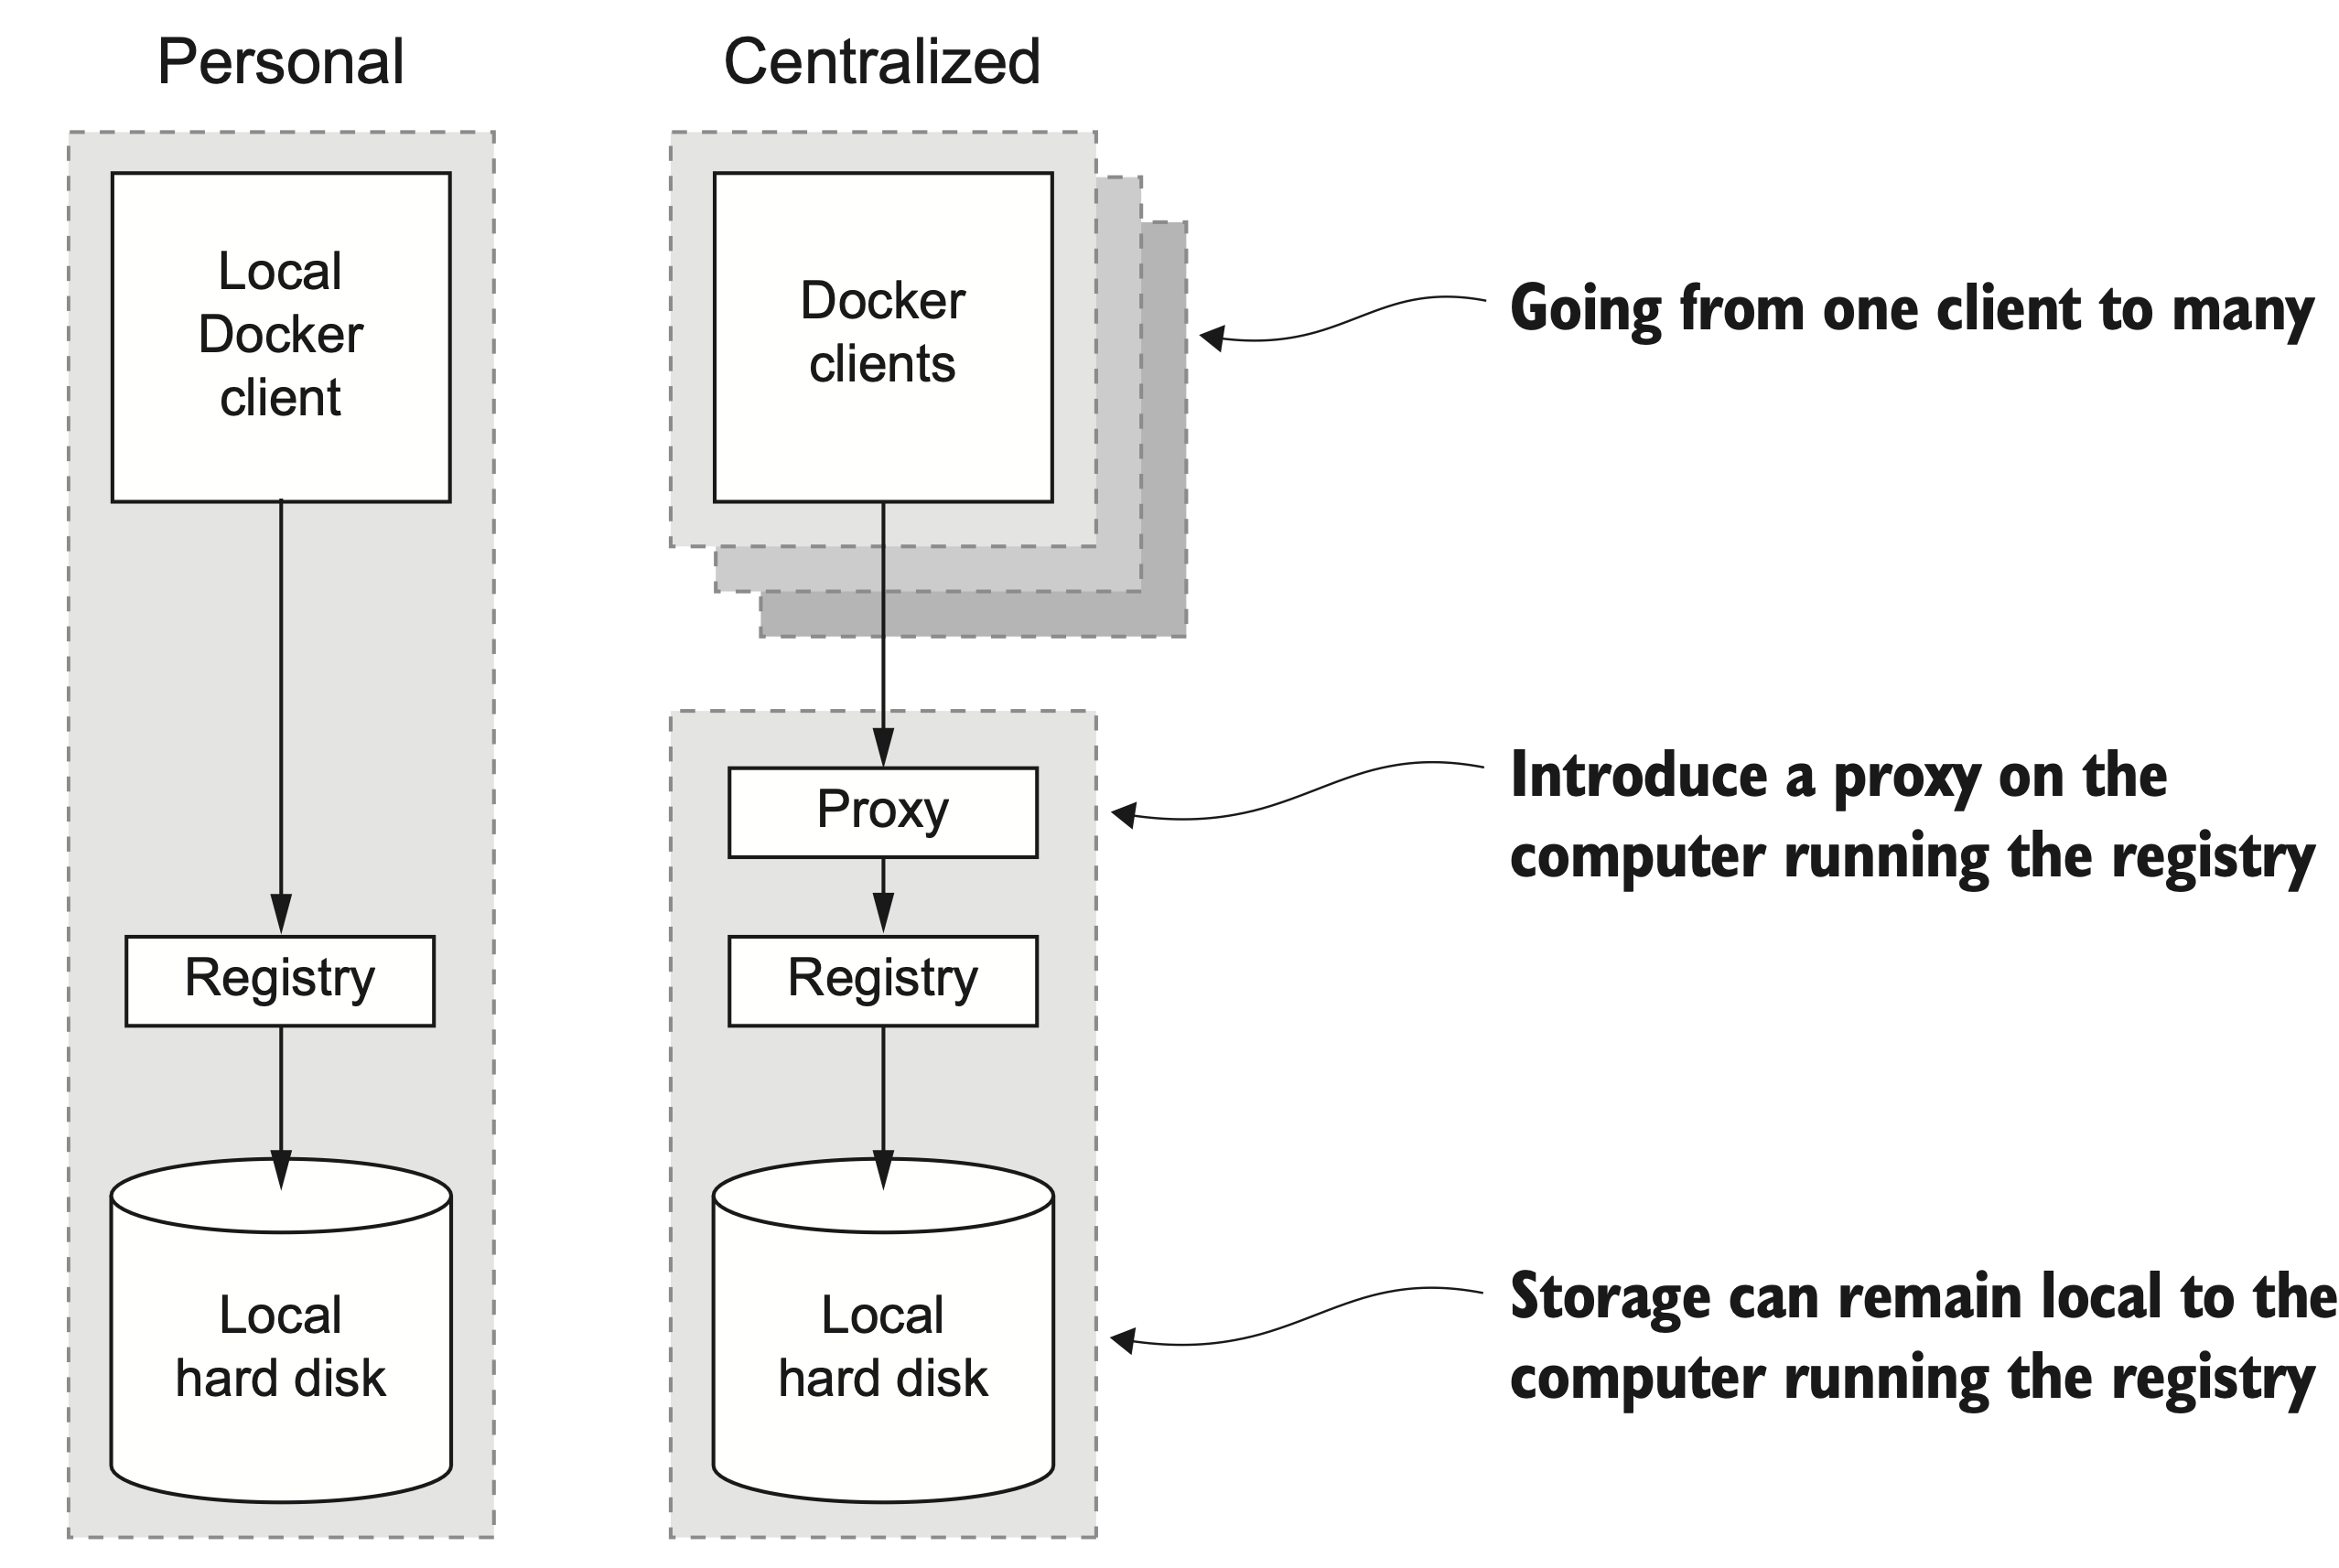 Personal
Centralized
Local
Docker
client
Docker
clients
Going from one client to many
Proxy
Introduce a proxy on the
computer running the registry
Registry
Registry
Local
hard disk
Local
hard disk
Storage can remain local to the
computer running the registry